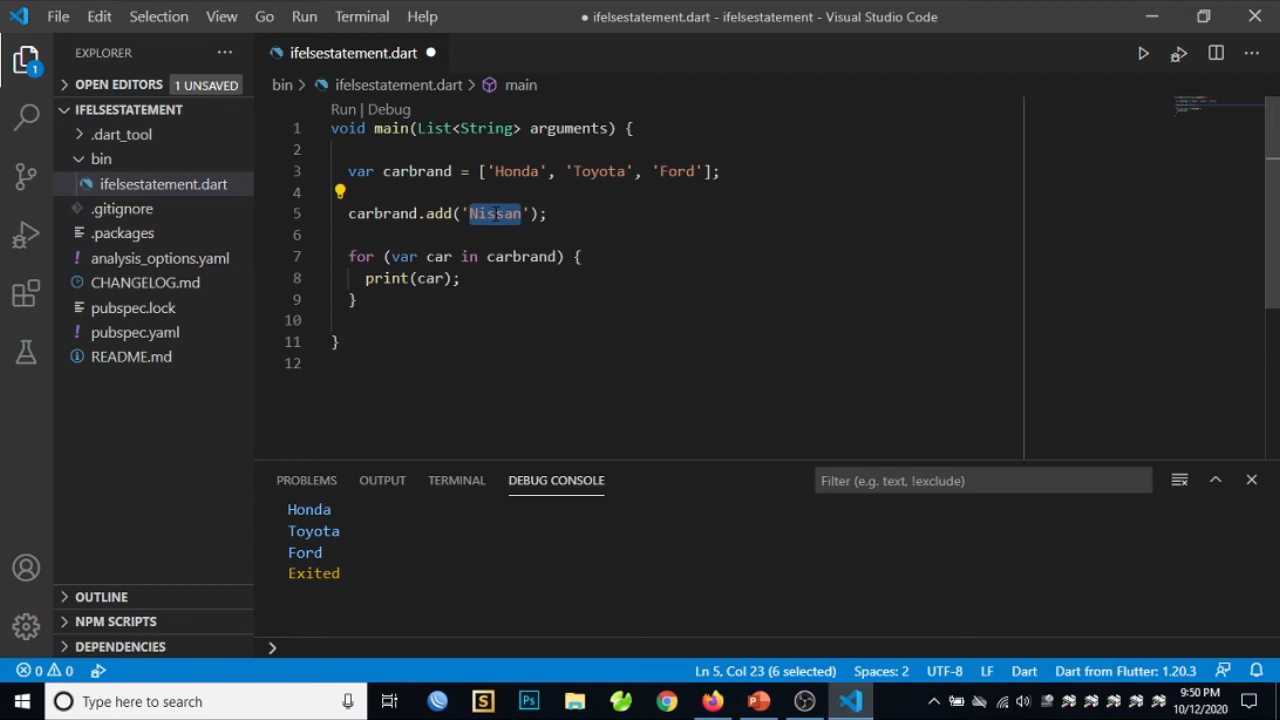 File Edit Selection View Go Run Terminal Help
● ifelsestatement.dart - ifelsestatement - Visual Studio Code
EXPLORER
OPEN EDITORS 1 UNSAVED
IFELSESTATEMENT
.dart_tool
bin
ifelsestatement.dart
.gitignore
.packages
! analysis_options.yaml
CHANGELOG.md
pubspec.lock
! pubspec.yaml
README.md
OUTLINE
NPM SCRIPTS
DEPENDENCIES
1
ifelsestatement.dart ●
bin > ifelsestatement.dart > main
Run | Debug
1 void main(List<String> arguments) {
2
3 var carbrand = ['Honda', 'Toyota', 'Ford'];
4
5 carbrand.add('Nissan');
6
7 for (var car in carbrand) {
8 print(car);
9 }
10
11 }
12
PROBLEMS OUTPUT TERMINAL DEBUG CONSOLE
Filter (e.g. text, !exclude)
Honda
Toyota
Ford
Exited
>
0 0
Ln 5, Col 23 (6 selected) Spaces: 2 UTF-8 LF Dart Dart from Flutter: 1.20.3
Type here to search
9:50 PM
10/12/2020